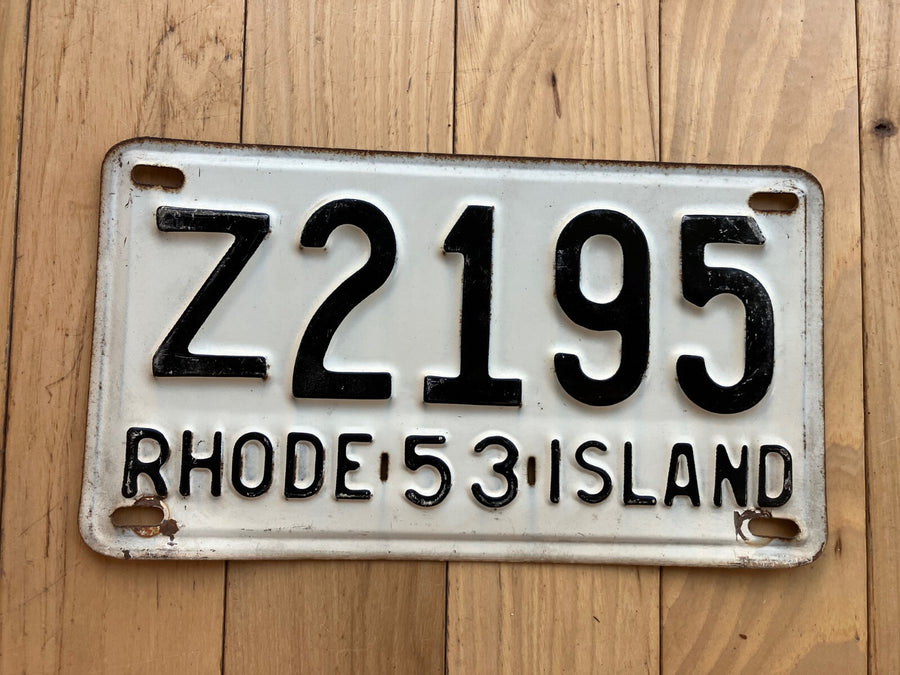 Z2195
RHODE 53 ISLAND